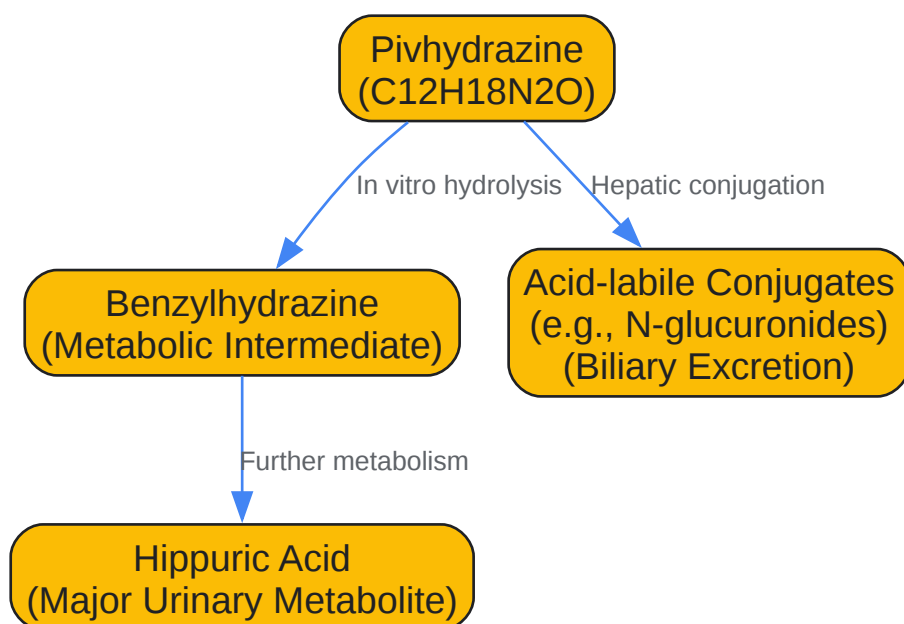 Pivhydrazine
(C12H18N2O)
In vitro hydrolysis
Hepatic conjugation
Benzylhydrazine
(Metabolic Intermediate)
Acid-labile Conjugates
(e.g., N-glucuronides)
(Biliary Excretion)
Further metabolism
Hippuric Acid
(Major Urinary Metabolite)